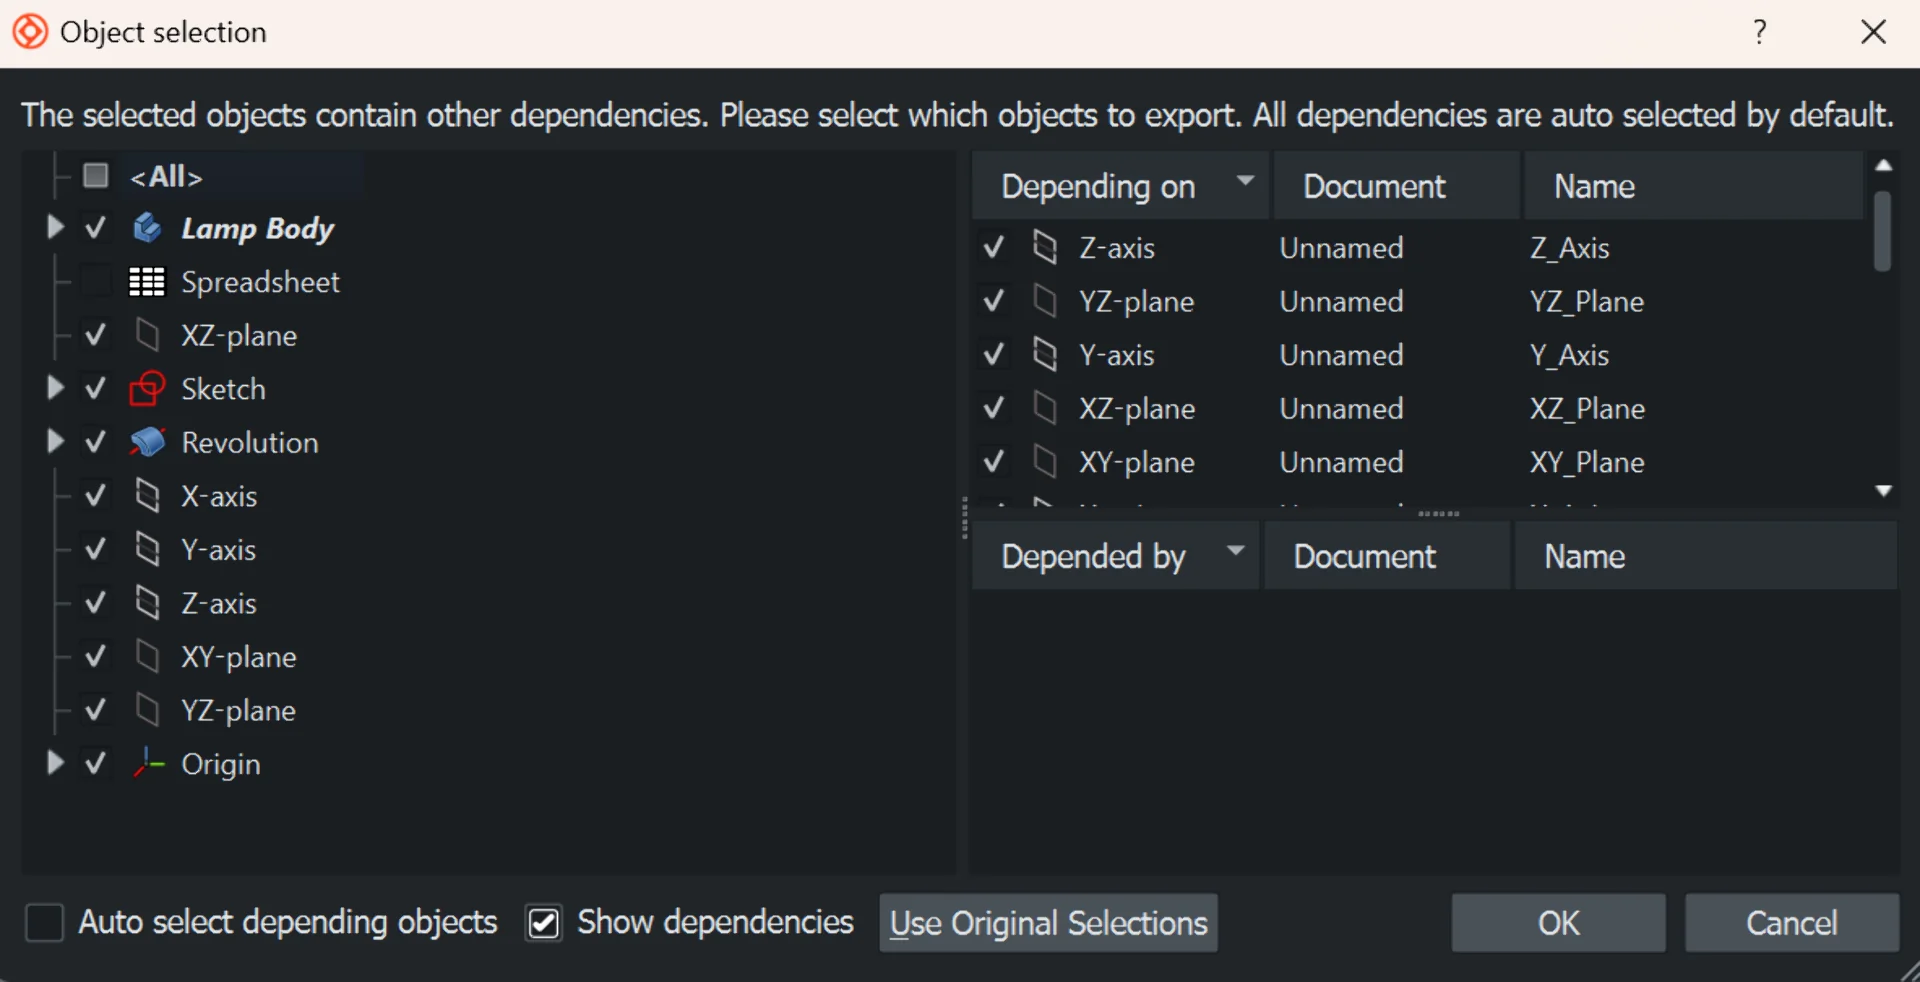 Object selection
?
The selected objects contain other dependencies. Please select which objects to export. All dependencies are auto selected by default.
<All>
Lamp Body
Spreadsheet
XZ-plane
Sketch
Revolution
X-axis
Y-axis
Z-axis
XY-plane
YZ-plane
Origin
Depending on Document Name
Z-axis Unnamed Z_Axis
YZ-plane Unnamed YZ_Plane
Y-axis Unnamed Y_Axis
XZ-plane Unnamed XZ_Plane
XY-plane Unnamed XY_Plane
Depended by Document Name
Auto select depending objects Show dependencies Use Original Selections OK Cancel